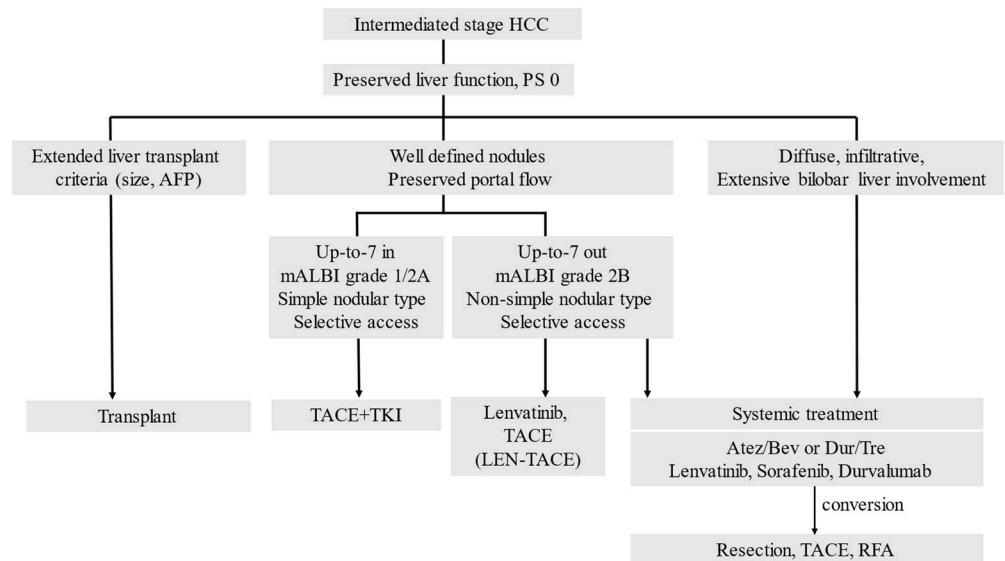 Intermediated stage HCC
Preserved liver function, PS 0
Extended liver transplant
criteria (size, AFP)
Well defined nodules
Preserved portal flow
Diffuse, infiltrative,
Extensive bilobar liver involvement
Up-to-7 in
mALBI grade 1/2A
Simple nodular type
Selective access
Up-to-7 out
mALBI grade 2B
Non-simple nodular type
Selective access
Transplant
TACE+TKI
Lenvatinib,
TACE
(LEN-TACE)
Systemic treatment
Atez/Bev or Dur/Tre
Lenvatinib, Sorafenib, Durvalumab
conversion
Resection, TACE, RFA